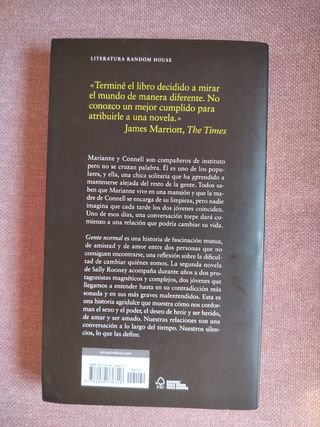 LITERATURA RANDOM HOUSE
«Terminé el libro decidido a mirar
el mundo de manera diferente. No
conozco un mejor cumplido para
atribuirle a una novela.»
James Marriott, The Times
Marianne y Connell son compañeros de instituto
pero no se cruzan palabra. Él es uno de los popu-
lares, y ella, una chica solitaria que ha aprendido a
mantenerse alejada del resto de la gente. Todos sa-
ben que Marianne vive en una mansión y que la ma-
dre de Connell se encarga de su limpieza, pero nadie
imagina que cada tarde los dos jóvenes coinciden.
Uno de esos días, una conversación torpe dará co-
mienzo a una relación que podría cambiar su vida.
Gente normal es una historia de fascinación mutua,
de amistad y de amor entre dos personas que no
consiguen encontrarse, una reflexión sobre la dificul-
tad de cambiar quiénes somos. La segunda novela
de Sally Rooney acompaña durante años a dos pro-
tagonistas magnéticos y complejos, dos jóvenes que
llegamos a entender hasta en su contradicción más
sonada y en sus más graves malentendidos. Esta es
una historia agridulce que muestra cómo nos confor-
man el sexo y el poder, el deseo de herir y ser herido,
de amar y ser amado. Nuestras relaciones son una
conversación a lo largo del tiempo. Nuestros silen-
cios, lo que las define.
penguinlibros.com
FSC